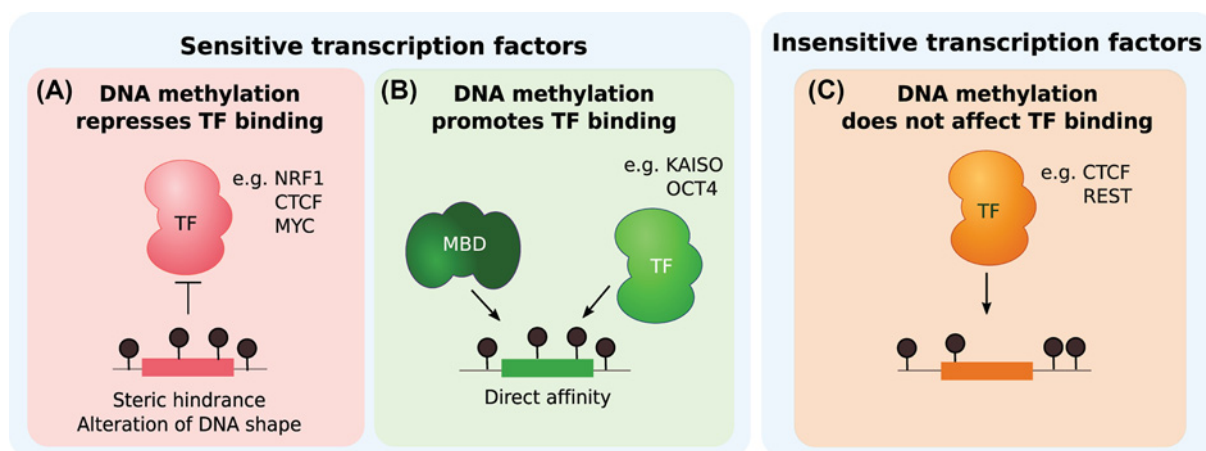 Sensitive transcription factors
(A) DNA methylation
represses TF binding
e.g. NRF1
CTCF
MYC
TF
Steric hindrance
Alteration of DNA shape
(B) DNA methylation
promotes TF binding
e.g. KAISO
OCT4
MBD
TF
Direct affinity
Insensitive transcription factors
(C) DNA methylation
does not affect TF binding
e.g. CTCF
REST
TF